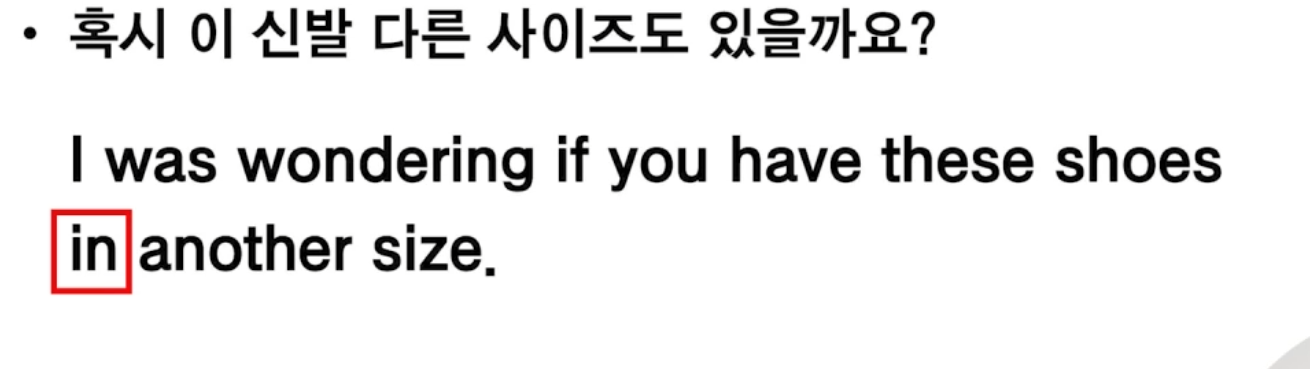 • 혹시 이 신발 다른 사이즈도 있을까요?
I was wondering if you have these shoes
in another size.